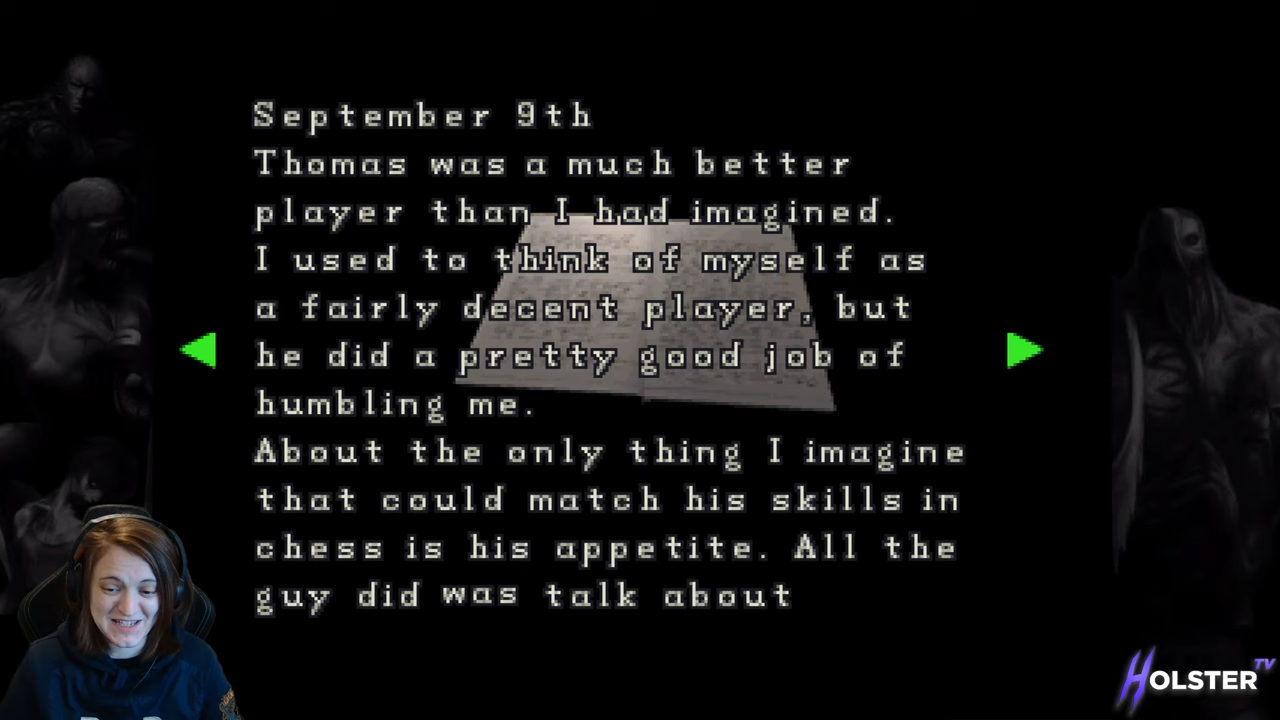 September 9th
Thomas was a much better
player than I had imagined.
I used to think of myself as
a fairly decent player, but
he did a pretty good job of
humbling me.
About the only thing I imagine
that could match his skills in
chess is his appetite. All the
guy did was talk about
HOLSTER TV